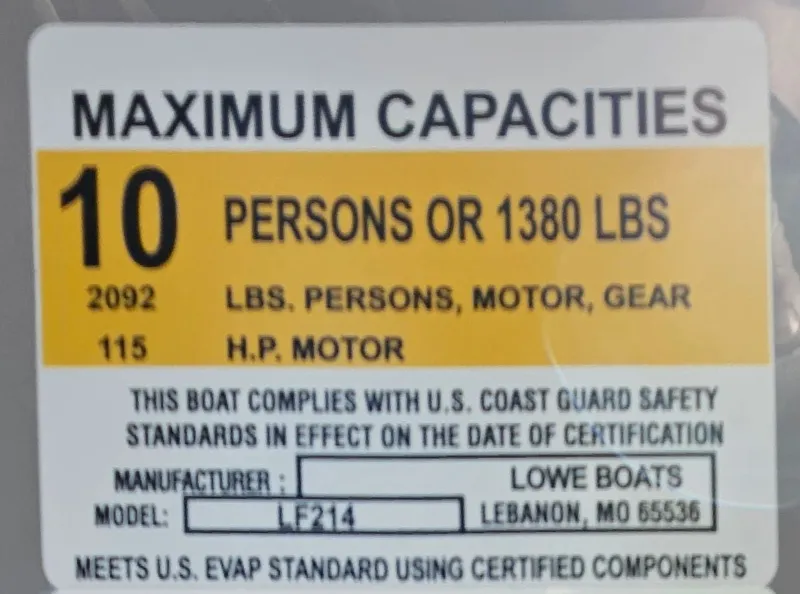 MAXIMUM CAPACITIES
10 PERSONS OR 1380 LBS
2092 LBS. PERSONS, MOTOR, GEAR
115 H.P. MOTOR
THIS BOAT COMPLIES WITH U.S. COAST GUARD SAFETY
STANDARDS IN EFFECT ON THE DATE OF CERTIFICATION
MANUFACTURER : LOWE BOATS
MODEL: LF214 LEBANON, MO 65536
MEETS U.S. EVAP STANDARD USING CERTIFIED COMPONENTS